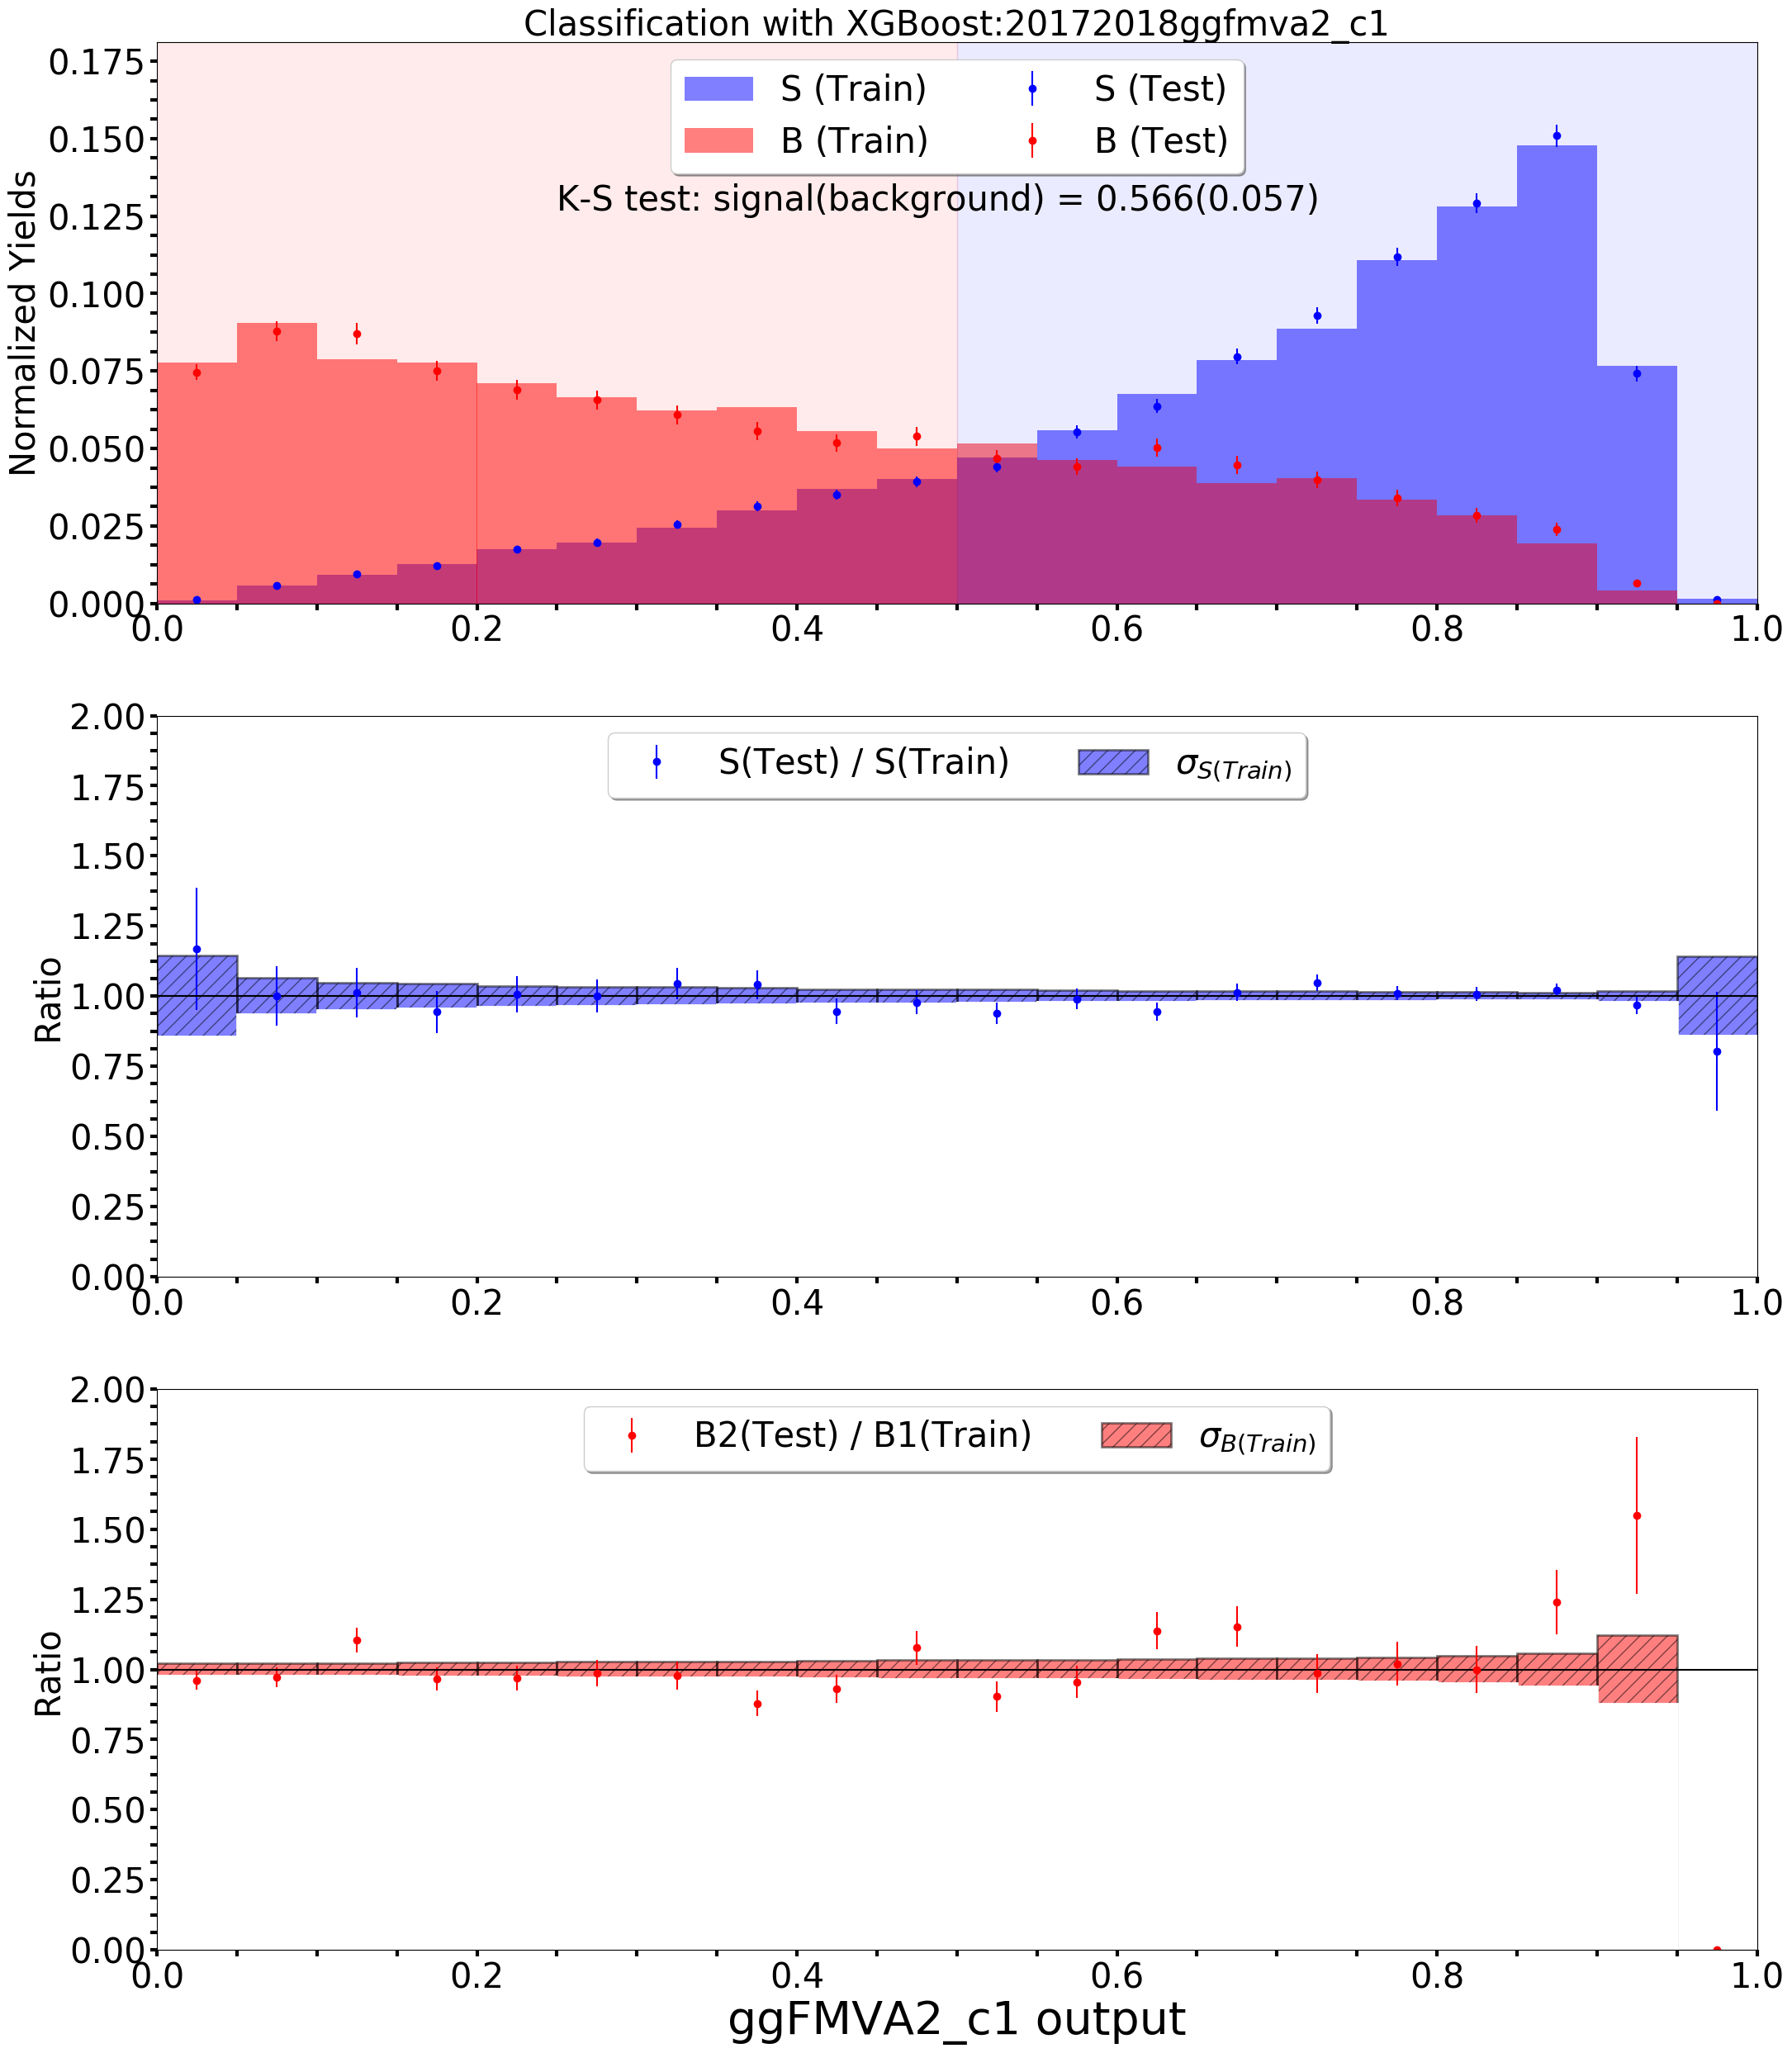 Classification with XGBoost:20172018ggfmva2_c1
S (Train) S (Test)
B (Train) B (Test)
K-S test: signal(background) = 0.566(0.057)
Normalized Yields
0.175
0.150
0.125
0.100
0.075
0.050
0.025
0.000
0.0 0.2 0.4 0.6 0.8 1.0
S(Test) / S(Train) σS(Train)
Ratio
2.00
1.75
1.50
1.25
1.00
0.75
0.50
0.25
0.00
0.0 0.2 0.4 0.6 0.8 1.0
B2(Test) / B1(Train) σB(Train)
Ratio
2.00
1.75
1.50
1.25
1.00
0.75
0.50
0.25
0.00
0.0 0.2 0.4 0.6 0.8 1.0
ggFMVA2_c1 output